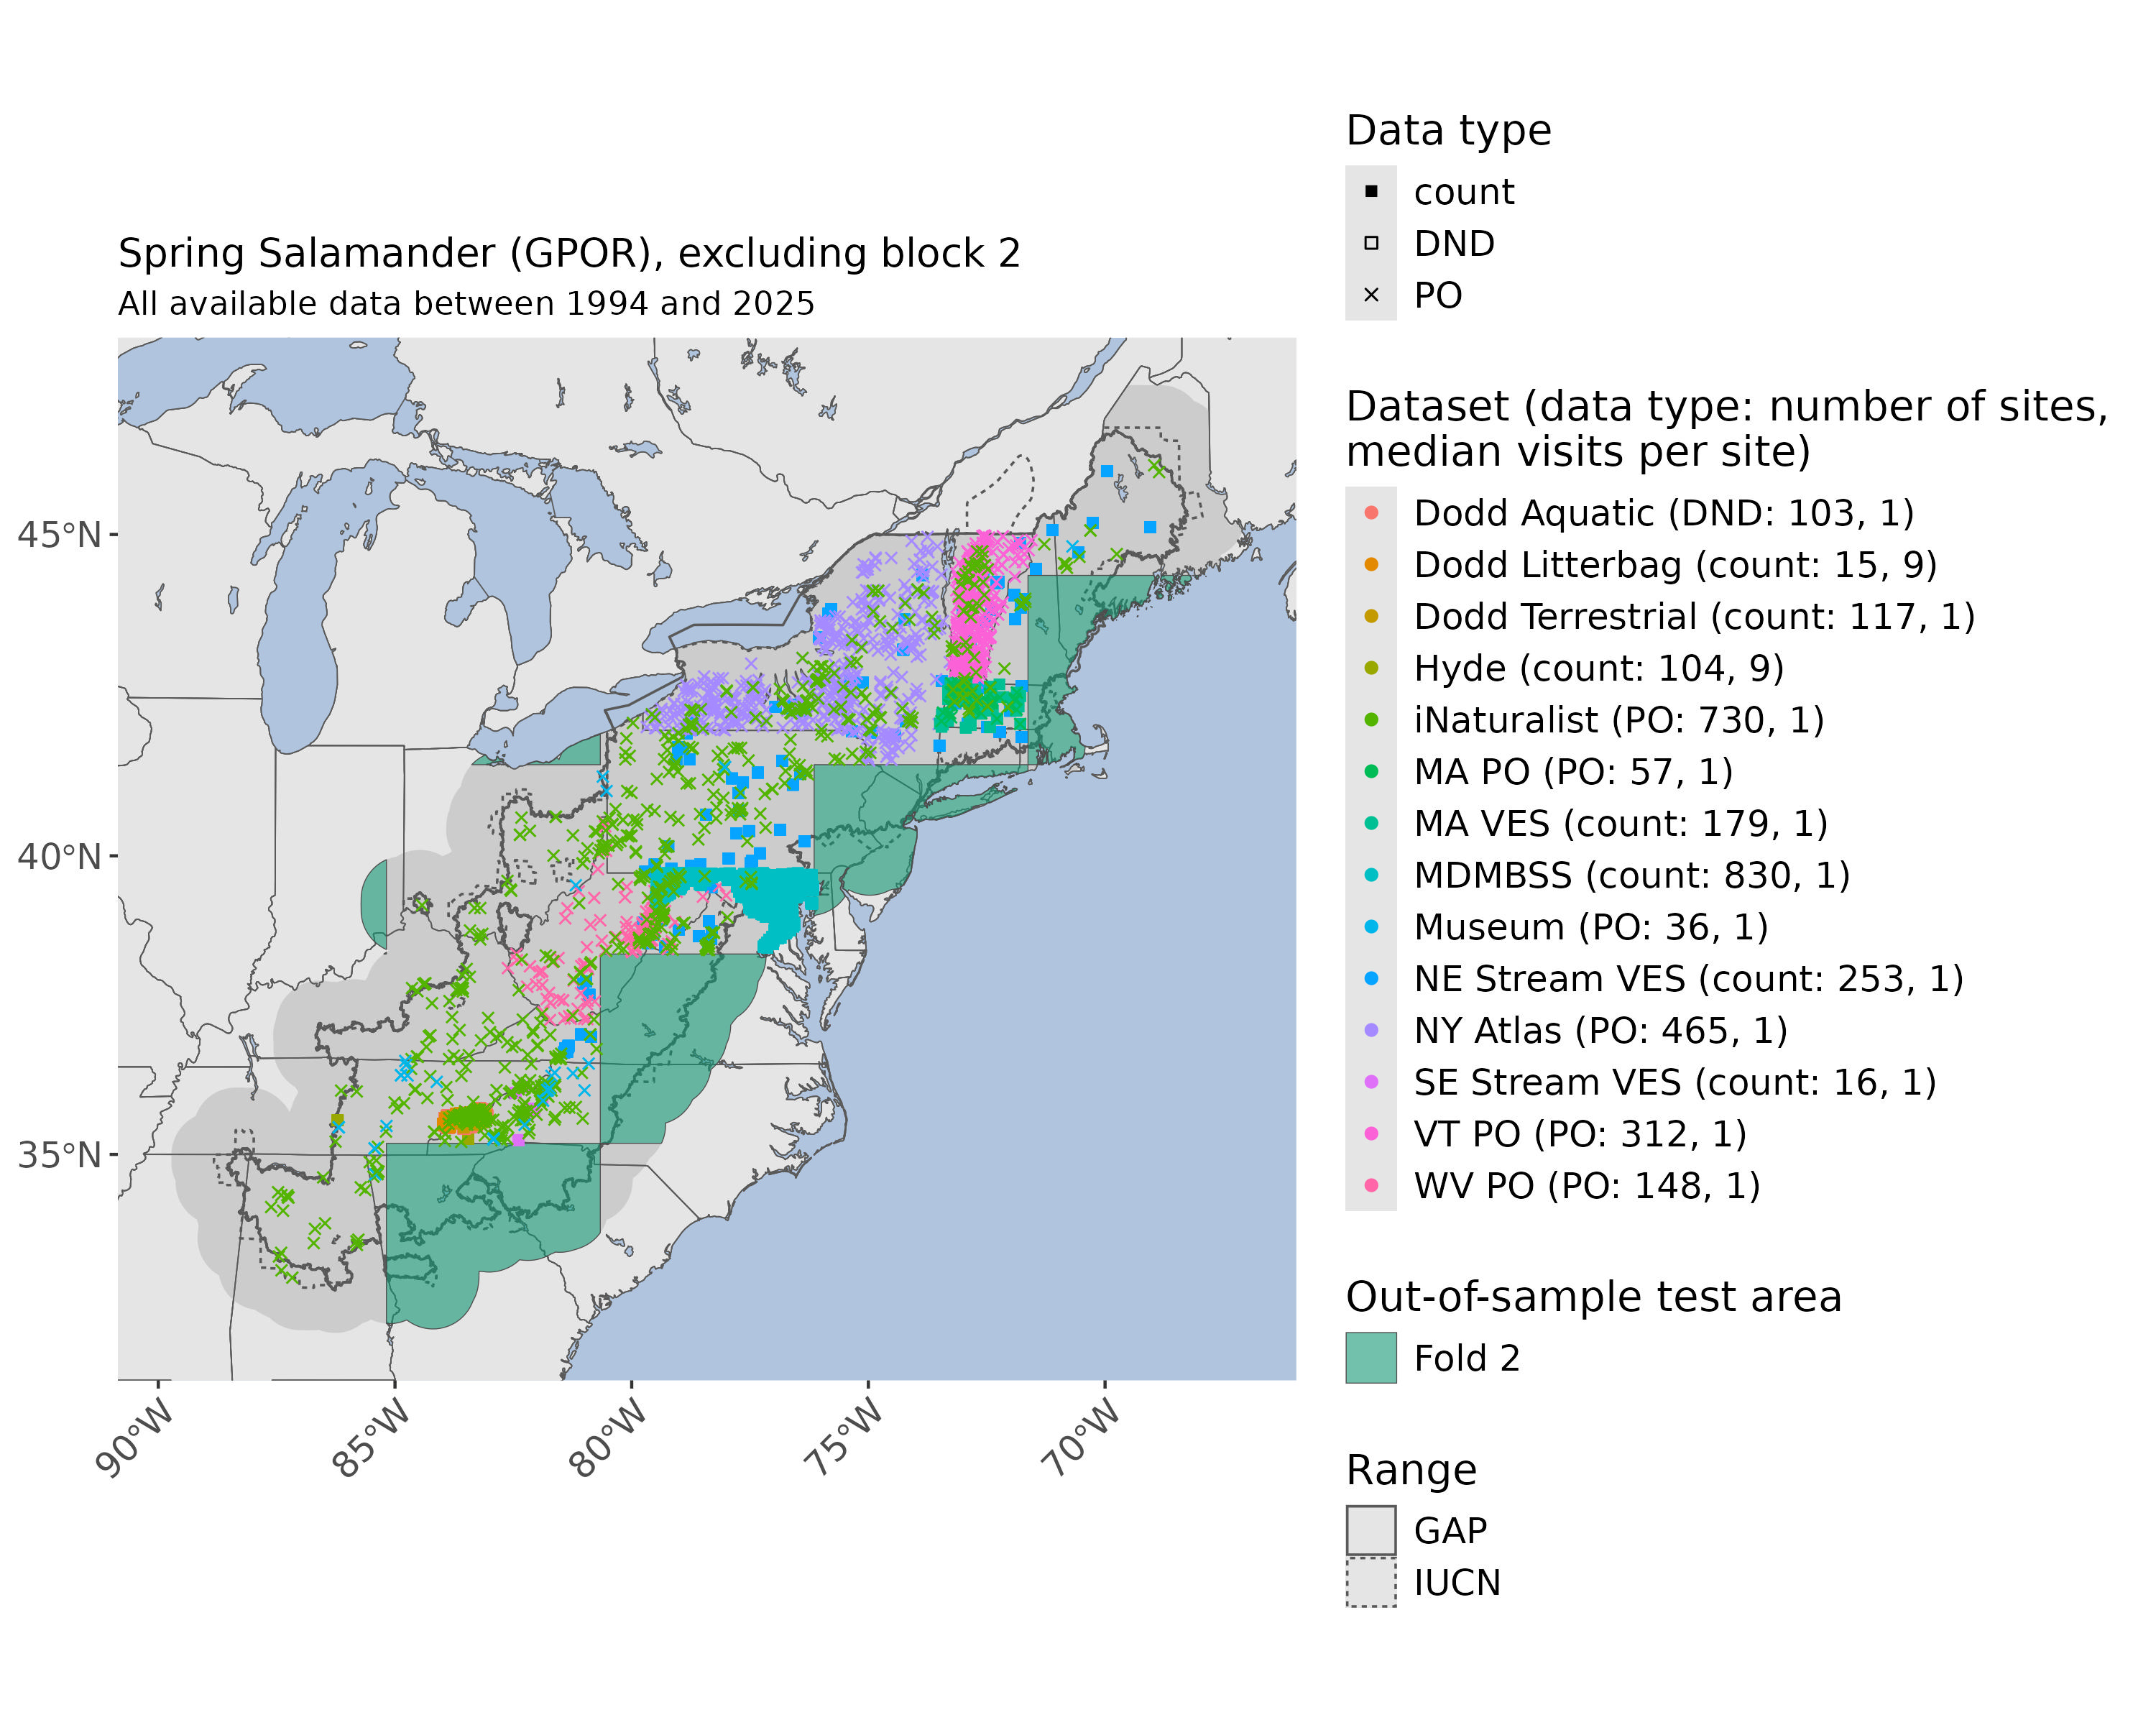 Spring Salamander (GPOR), excluding block 2
All available data between 1994 and 2025
45°N
40°N
35°N
90°W
85°W
80°W
75°W
70°W
Data type
count
DND
PO
Dataset (data type: number of sites,
median visits per site)
Dodd Aquatic (DND: 103, 1)
Dodd Litterbag (count: 15, 9)
Dodd Terrestrial (count: 117, 1)
Hyde (count: 104, 9)
iNaturalist (PO: 730, 1)
MA PO (PO: 57, 1)
MA VES (count: 179, 1)
MDMBSS (count: 830, 1)
Museum (PO: 36, 1)
NE Stream VES (count: 253, 1)
NY Atlas (PO: 465, 1)
SE Stream VES (count: 16, 1)
VT PO (PO: 312, 1)
WV PO (PO: 148, 1)
Out-of-sample test area
Fold 2
Range
GAP
IUCN